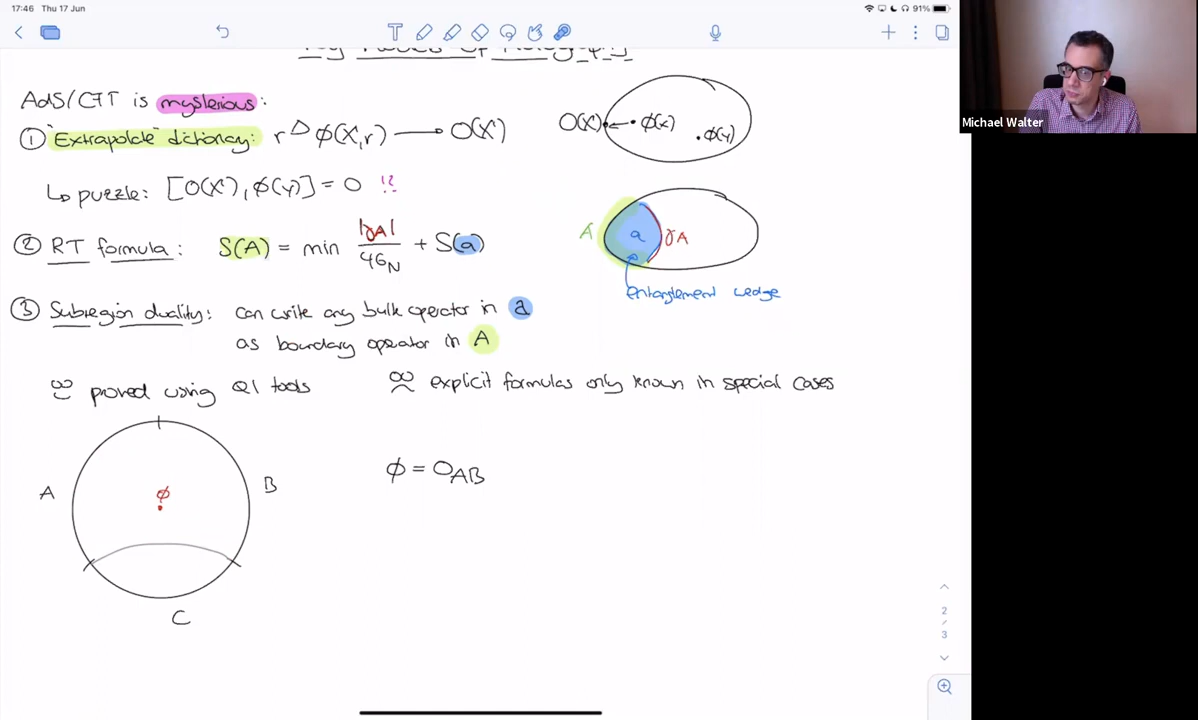 17:46 Thu 17 Jun
91%
AdS/CFT is mysterious:
① "Extrapolate" dictionary: r^Δ φ(X,r) ⟶ O(X)
O(X) ← φ(x) φ(y)
↳ puzzle: [O(X), φ(y)] = 0 !?
② RT formula: S(A) = min |γA| / 4G_N + S(a)
A a γA
entanglement wedge
③ Subregion duality: can write any bulk operator in a
as boundary operator in A
proved using QI tools
explicit formulas only known in special cases
A φ B
φ = O_AB
C
2
/
3
Michael Walter